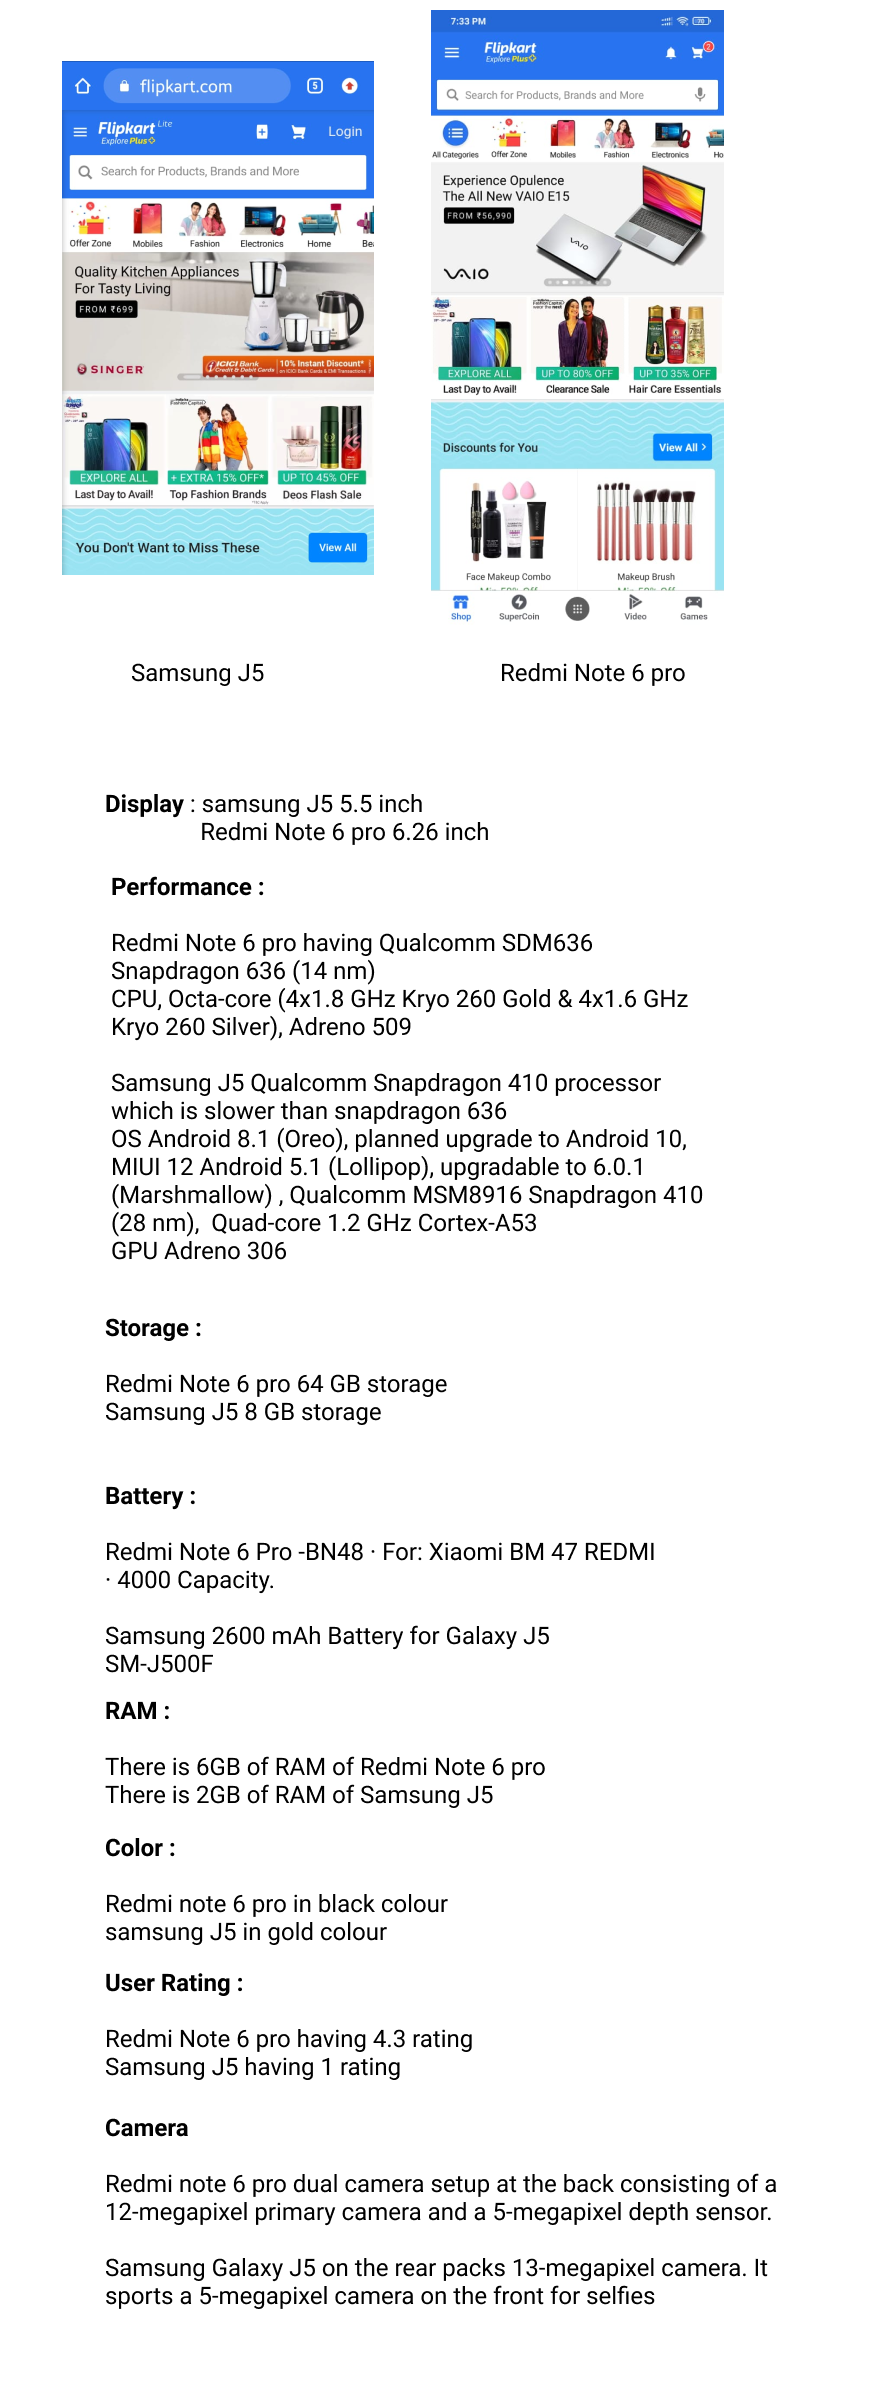 flipkart.com
5
Flipkart Lite
Explore Plus
Login
Search for Products, Brands and More
Offer Zone
Mobiles
Fashion
Electronics
Home
Bea
Quality Kitchen Appliances
For Tasty Living
FROM ₹699
SINGER
ICICI Bank
Credit & Debit Cards
10% Instant Discount*
on ICICI Bank Cards & EMI Transactions
Fashion Capital
EXPLORE ALL
+ EXTRA 15% OFF*
UP TO 45% OFF
Last Day to Avail!
Top Fashion Brands
Deos Flash Sale
You Don't Want to Miss These
View All
7:33 PM
70
Flipkart
Explore Plus
2
Search for Products, Brands and More
All Categories
Offer Zone
Mobiles
Fashion
Electronics
Ho
Experience Opulence
The All New VAIO E15
FROM ₹56,990
VAIO
VAIO
Fashion Capital
EXPLORE ALL
UP TO 80% OFF
UP TO 35% OFF
Last Day to Avail!
Clearance Sale
Hair Care Essentials
Discounts for You
View All
Face Makeup Combo
Makeup Brush
Shop
SuperCoin
Video
Games
Samsung J5
Redmi Note 6 pro
Display : samsung J5 5.5 inch
Redmi Note 6 pro 6.26 inch
Performance :
Redmi Note 6 pro having Qualcomm SDM636
Snapdragon 636 (14 nm)
CPU, Octa-core (4x1.8 GHz Kryo 260 Gold & 4x1.6 GHz
Kryo 260 Silver), Adreno 509
Samsung J5 Qualcomm Snapdragon 410 processor
which is slower than snapdragon 636
OS Android 8.1 (Oreo), planned upgrade to Android 10,
MIUI 12 Android 5.1 (Lollipop), upgradable to 6.0.1
(Marshmallow) , Qualcomm MSM8916 Snapdragon 410
(28 nm),  Quad-core 1.2 GHz Cortex-A53
GPU Adreno 306
Storage :
Redmi Note 6 pro 64 GB storage
Samsung J5 8 GB storage
Battery :
Redmi Note 6 Pro -BN48 · For: Xiaomi BM 47 REDMI
· 4000 Capacity.
Samsung 2600 mAh Battery for Galaxy J5
SM-J500F
RAM :
There is 6GB of RAM of Redmi Note 6 pro
There is 2GB of RAM of Samsung J5
Color :
Redmi note 6 pro in black colour
samsung J5 in gold colour
User Rating :
Redmi Note 6 pro having 4.3 rating
Samsung J5 having 1 rating
Camera
Redmi note 6 pro dual camera setup at the back consisting of a
12-megapixel primary camera and a 5-megapixel depth sensor.
Samsung Galaxy J5 on the rear packs 13-megapixel camera. It
sports a 5-megapixel camera on the front for selfies